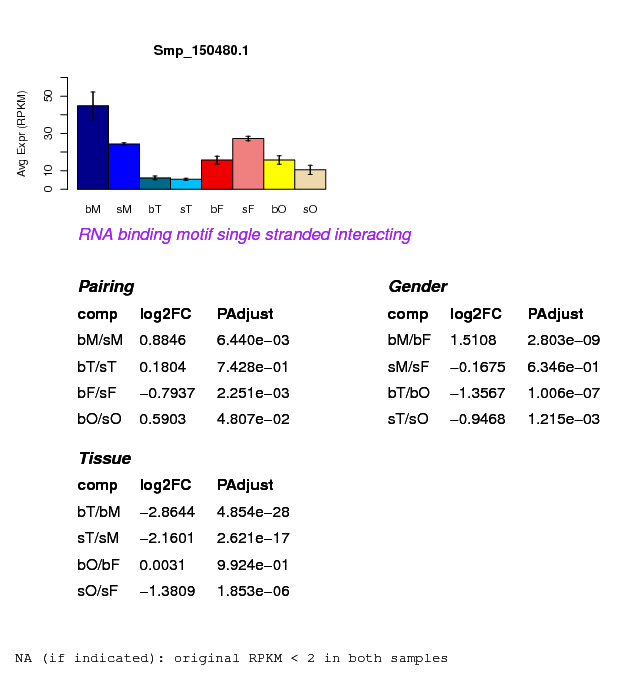 Smp_150480.1
Avg Expr (RPKM)
0 10 30 50
bM sM bT sT bF sF bO sO
RNA binding motif single stranded interacting
Pairing
comp log2FC PAdjust
bM/sM 0.8846 6.440e−03
bT/sT 0.1804 7.428e−01
bF/sF −0.7937 2.251e−03
bO/sO 0.5903 4.807e−02
Gender
comp log2FC PAdjust
bM/bF 1.5108 2.803e−09
sM/sF −0.1675 6.346e−01
bT/bO −1.3567 1.006e−07
sT/sO −0.9468 1.215e−03
Tissue
comp log2FC PAdjust
bT/bM −2.8644 4.854e−28
sT/sM −2.1601 2.621e−17
bO/bF 0.0031 9.924e−01
sO/sF −1.3809 1.853e−06
NA (if indicated): original RPKM < 2 in both samples